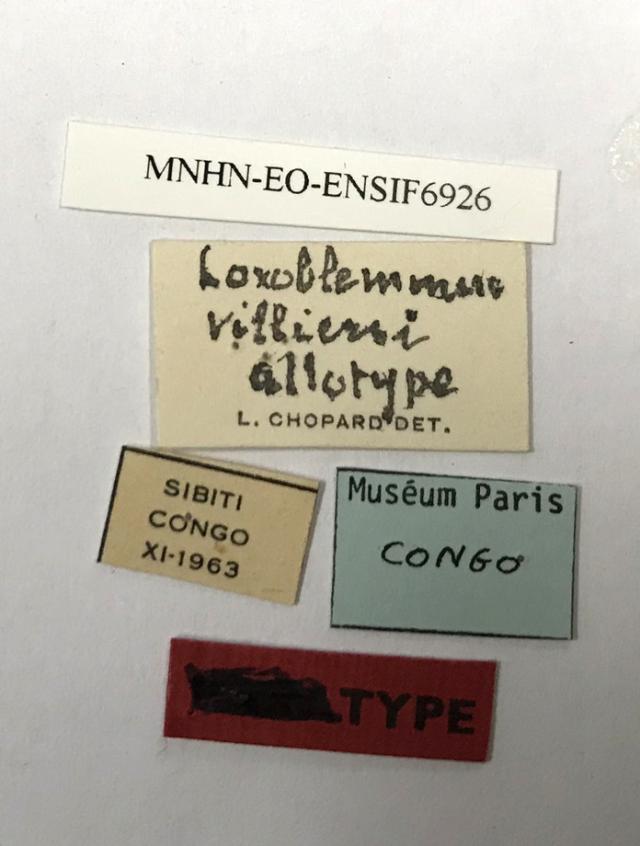 MNHN-EO-ENSIF6926
Loxoblemmus
villiersi
allotype
L. CHOPARD DET.
SIBITI
CONGO
XI-1963
Muséum Paris
CONGO
TYPE